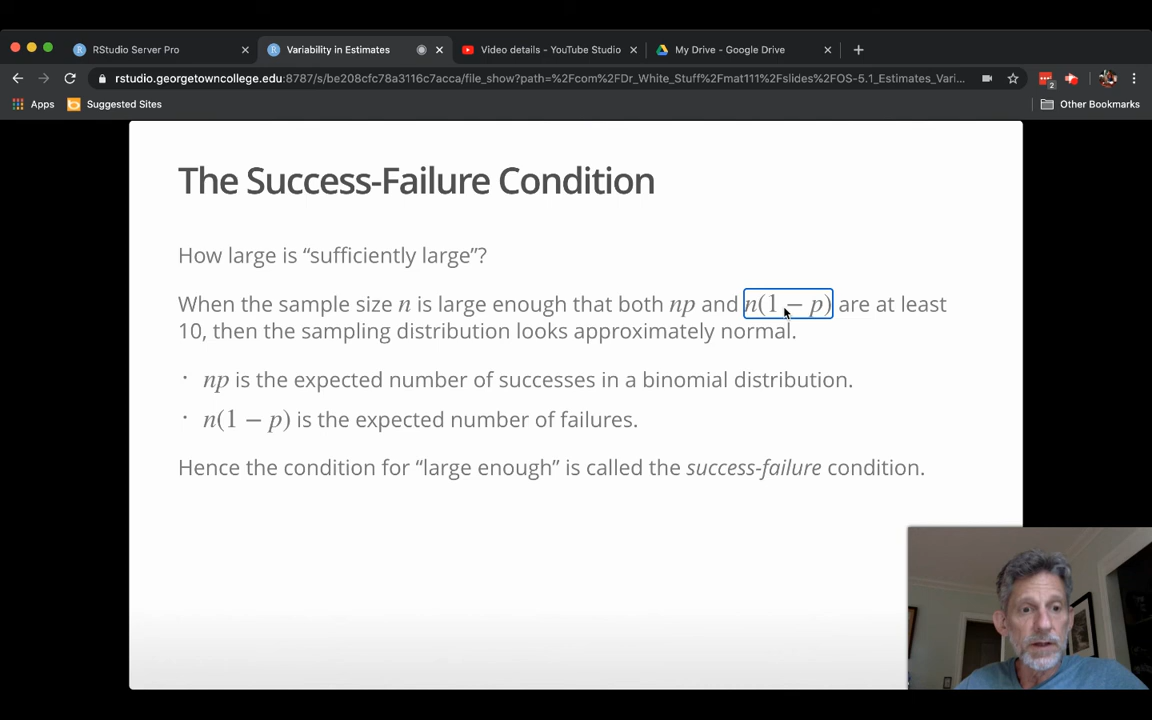 RStudio Server Pro
Variability in Estimates
Video details - YouTube Studio
My Drive - Google Drive
rstudio.georgetowncollege.edu:8787/s/be208cfc78a3116c7acca/file_show?path=%2Fcom%2FDr_White_Stuff%2Fmat111%2Fslides%2FOS-5.1_Estimates_Vari...
2
Apps
Suggested Sites
Other Bookmarks
The Success-Failure Condition
How large is “sufficiently large”?
When the sample size n is large enough that both np and n(1 − p) are at least
10, then the sampling distribution looks approximately normal.
· np is the expected number of successes in a binomial distribution.
· n(1 − p) is the expected number of failures.
Hence the condition for “large enough” is called the success-failure condition.